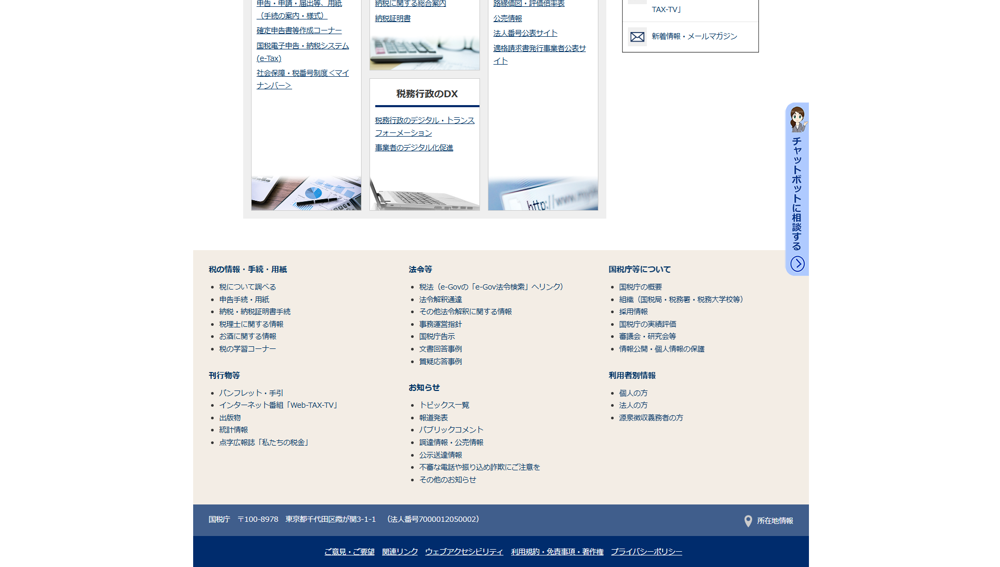 申告・申請・届出等、用紙
（手続の案内・様式）
確定申告書等作成コーナー
国税電子申告・納税システム
(e-Tax)
社会保障・税番号制度＜マイ
ナンバー＞
納税に関する総合案内
納税証明書
税務行政のDX
税務行政のデジタル・トランス
フォーメーション
事業者のデジタル化促進
路線価図・評価倍率表
公売情報
法人番号公表サイト
適格請求書発行事業者公表サ
イト
http://www.
TAX-TV」
新着情報・メールマガジン
チャットボットに相談する
税の情報・手続・用紙
税について調べる
申告手続・用紙
納税・納税証明書手続
税理士に関する情報
お酒に関する情報
税の学習コーナー
刊行物等
パンフレット・手引
インターネット番組「Web-TAX-TV」
出版物
統計情報
点字広報誌「私たちの税金」
法令等
税法（e-Govの「e-Gov法令検索」へリンク）
法令解釈通達
その他法令解釈に関する情報
事務運営指針
国税庁告示
文書回答事例
質疑応答事例
お知らせ
トピックス一覧
報道発表
パブリックコメント
調達情報・公売情報
公示送達情報
不審な電話や振り込め詐欺にご注意を
その他のお知らせ
国税庁等について
国税庁の概要
組織（国税局・税務署・税務大学校等）
採用情報
国税庁の実績評価
審議会・研究会等
情報公開・個人情報の保護
利用者別情報
個人の方
法人の方
源泉徴収義務者の方
国税庁　〒100-8978　東京都千代田区霞が関3-1-1　（法人番号7000012050002）
所在地情報
ご意見・ご要望　関連リンク　ウェブアクセシビリティ　利用規約・免責事項・著作権　プライバシーポリシー